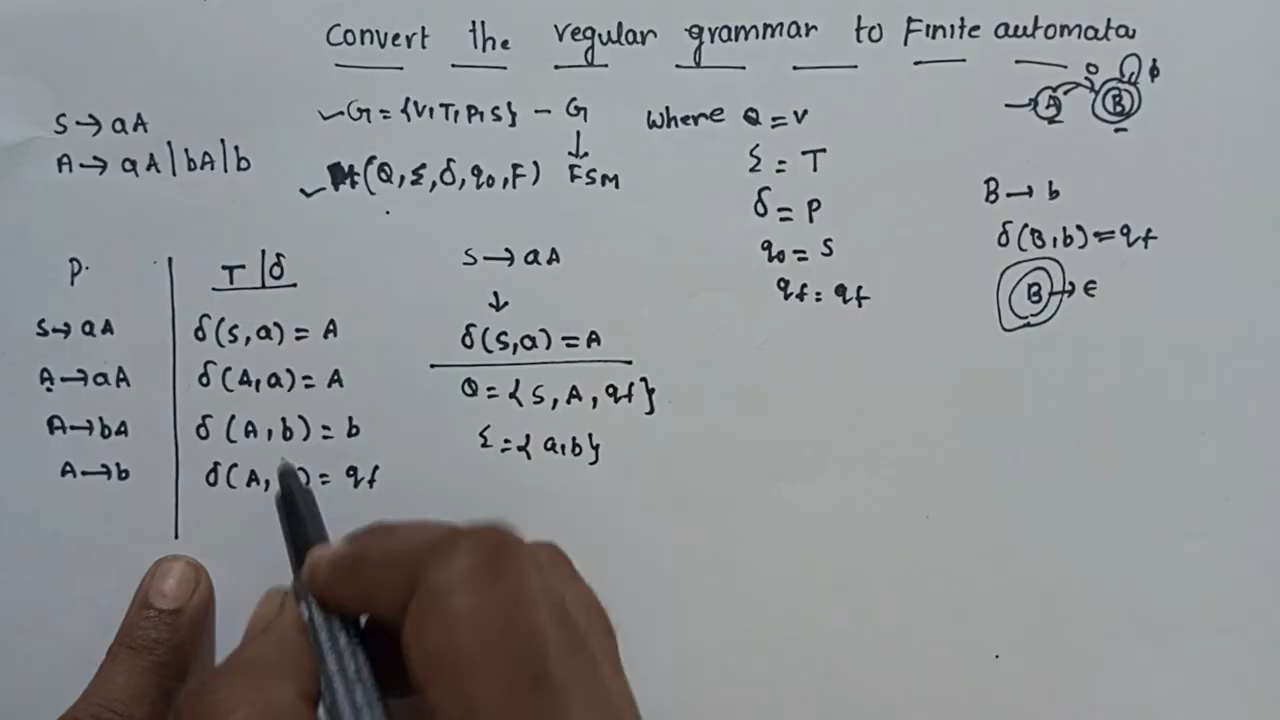 Convert the regular grammar to Finite automata
S → aA
A → aA | bA | b
G = {V, T, P, S} - G
↓
(Q, Σ, δ, q0, F) FSM
where Q = V
Σ = T
δ = P
q0 = S
qf = qf
A 0 B
B → b
δ(B, b) = qf
B → ε
P.
T | δ
S → aA
δ(S, a) = A
A → aA
δ(A, a) = A
A → bA
δ(A, b) = b
A → b
δ(A, ) = qf
S → aA
↓
δ(S, a) = A
Q = {S, A, qf}
Σ = {a, b}